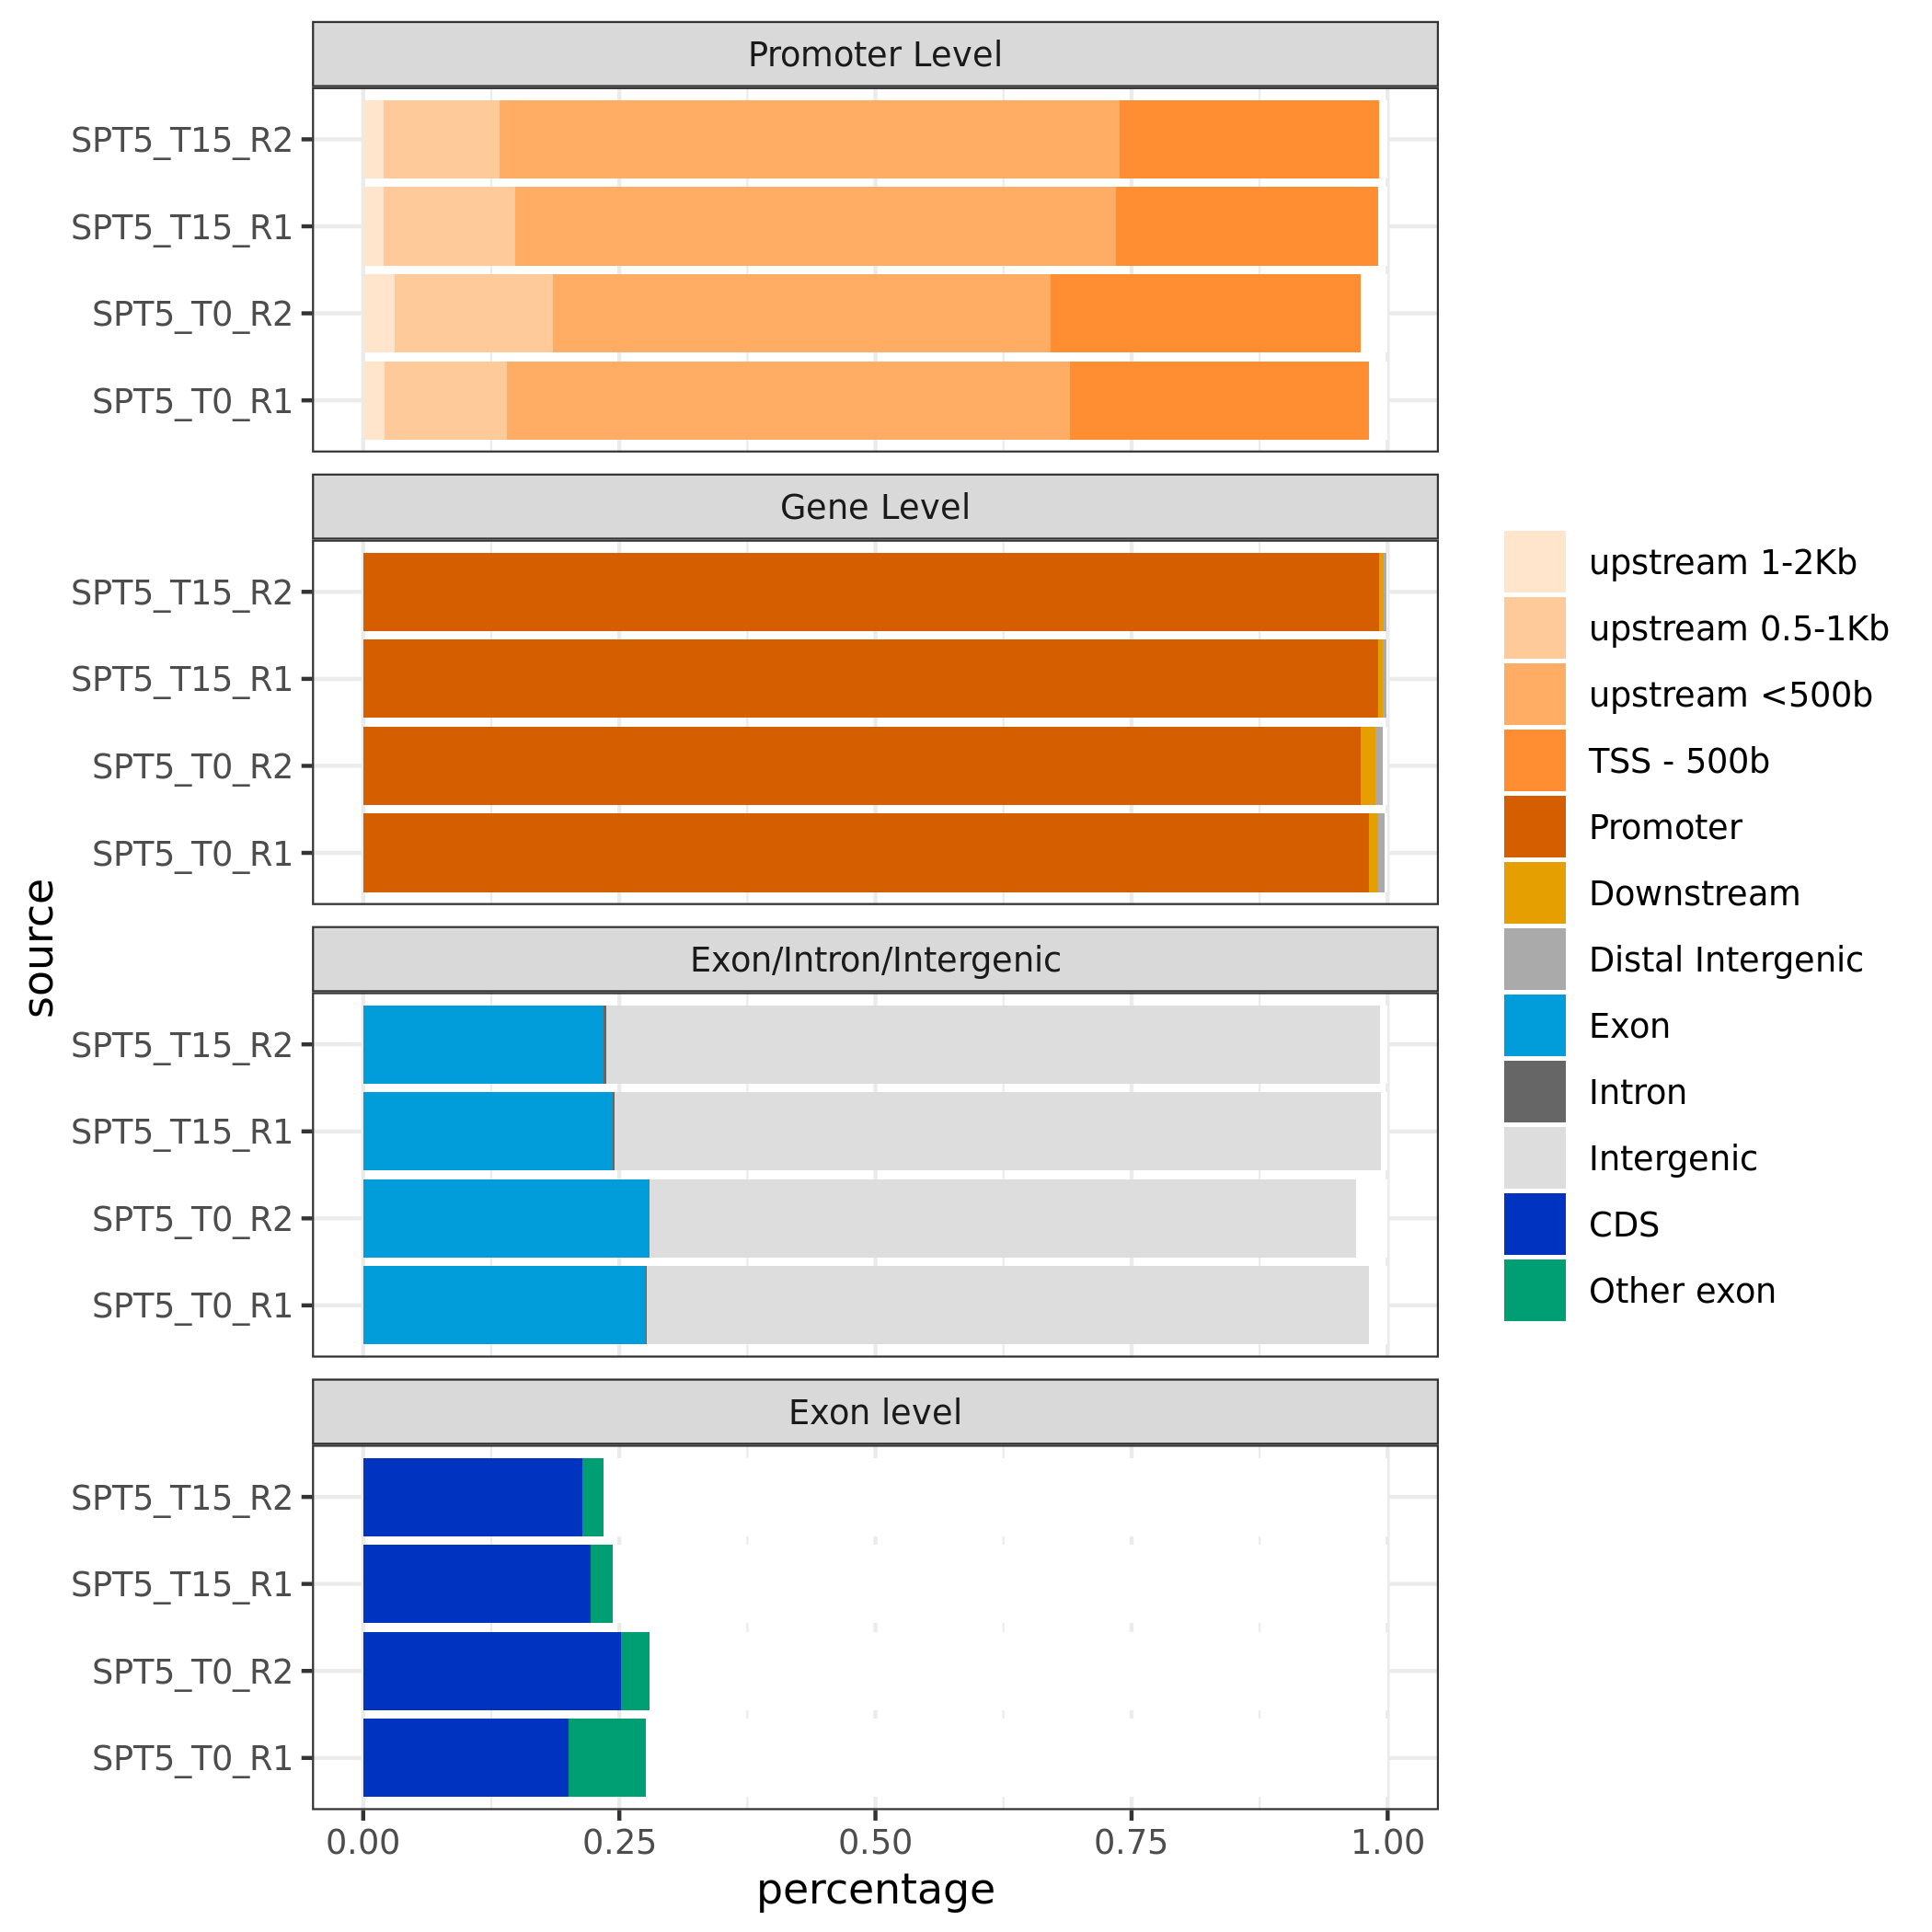 Promoter Level
SPT5_T15_R2
SPT5_T15_R1
SPT5_T0_R2
SPT5_T0_R1
Gene Level
SPT5_T15_R2
SPT5_T15_R1
SPT5_T0_R2
SPT5_T0_R1
source
Exon/Intron/Intergenic
SPT5_T15_R2
SPT5_T15_R1
SPT5_T0_R2
SPT5_T0_R1
Exon level
SPT5_T15_R2
SPT5_T15_R1
SPT5_T0_R2
SPT5_T0_R1
0.00 0.25 0.50 0.75 1.00
percentage
upstream 1-2Kb
upstream 0.5-1Kb
upstream <500b
TSS - 500b
Promoter
Downstream
Distal Intergenic
Exon
Intron
Intergenic
CDS
Other exon